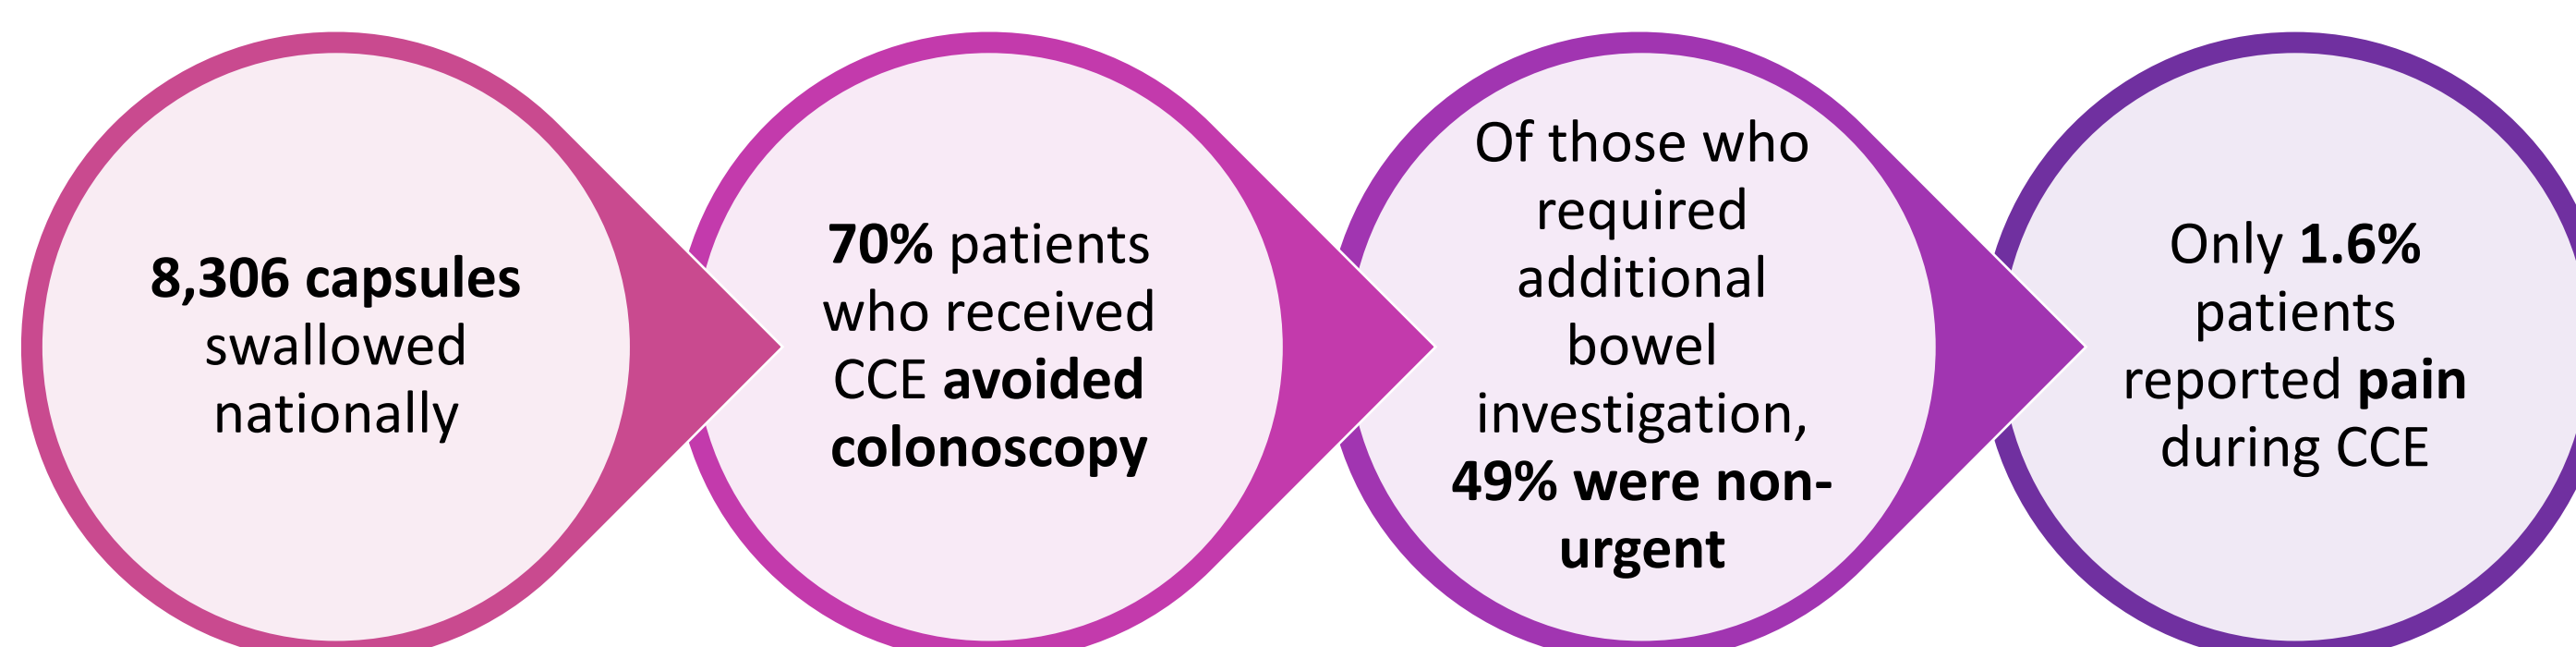 8,306 capsules
swallowed
nationally
70% patients
who received
CCE avoided
colonoscopy
Of those who
required
additional
bowel
investigation,
49% were non-
urgent
Only 1.6%
patients
reported pain
during CCE